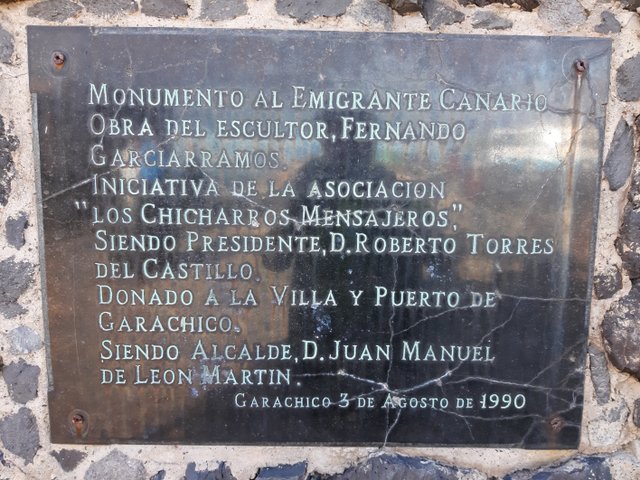 Monumento al Emigrante Canario
Obra del escultor, Fernando
Garciarramos.
Iniciativa de la asociacion
"Los Chicharros Mensajeros",
Siendo Presidente, D. Roberto Torres
del Castillo.
Donado a la Villa y Puerto de
Garachico.
Siendo Alcalde, D. Juan Manuel
de Leon Martin.
Garachico 3 de Agosto de 1990